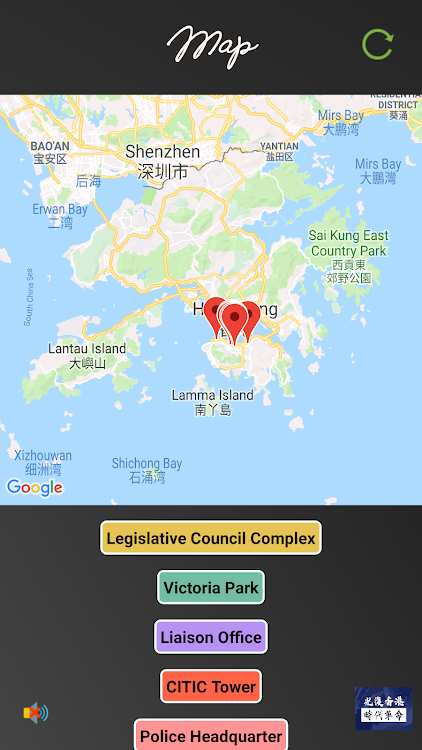 Map
RESIDENTIAL
DISTRICT
葵涌
Mirs Bay
大鵬灣
BAO'AN
宝安区
Shenzhen
深圳市
YANTIAN
盐田区
后海
Mirs Bay
大鵬灣
Erwan Bay
二湾
Sai Kung East
Country Park
西貢東
郊野公園
South China Sea
H ng
Lantau Island
大嶼山
Lamma Island
南丫島
Xizhouwan
细洲湾
Shichong Bay
石涌湾
Google
Legislative Council Complex
Victoria Park
Liaison Office
CITIC Tower
光復香港
時代革命
Police Headquarter